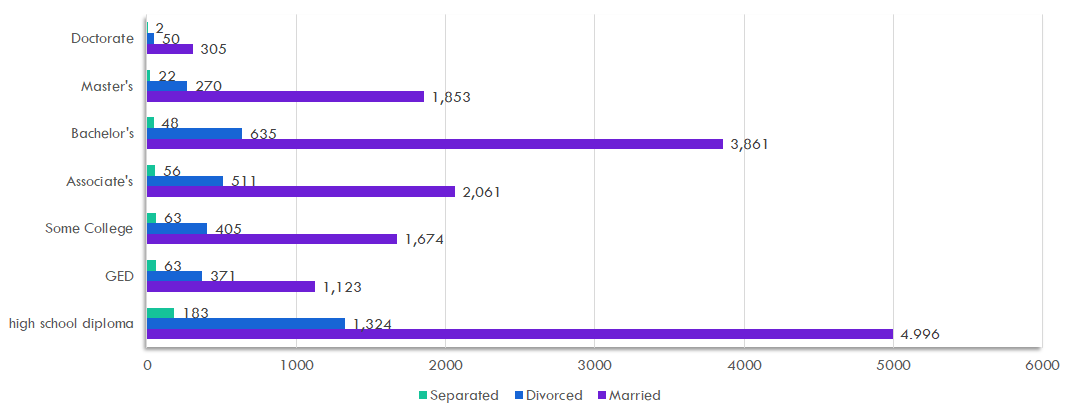 Doctorate
2
50
305
Master's
22
270
1,853
Bachelor's
48
635
3,861
Associate's
56
511
2,061
Some College
63
405
1,674
GED
63
371
1,123
high school diploma
183
1,324
4.996
0 1000 2000 3000 4000 5000 6000
Separated Divorced Married